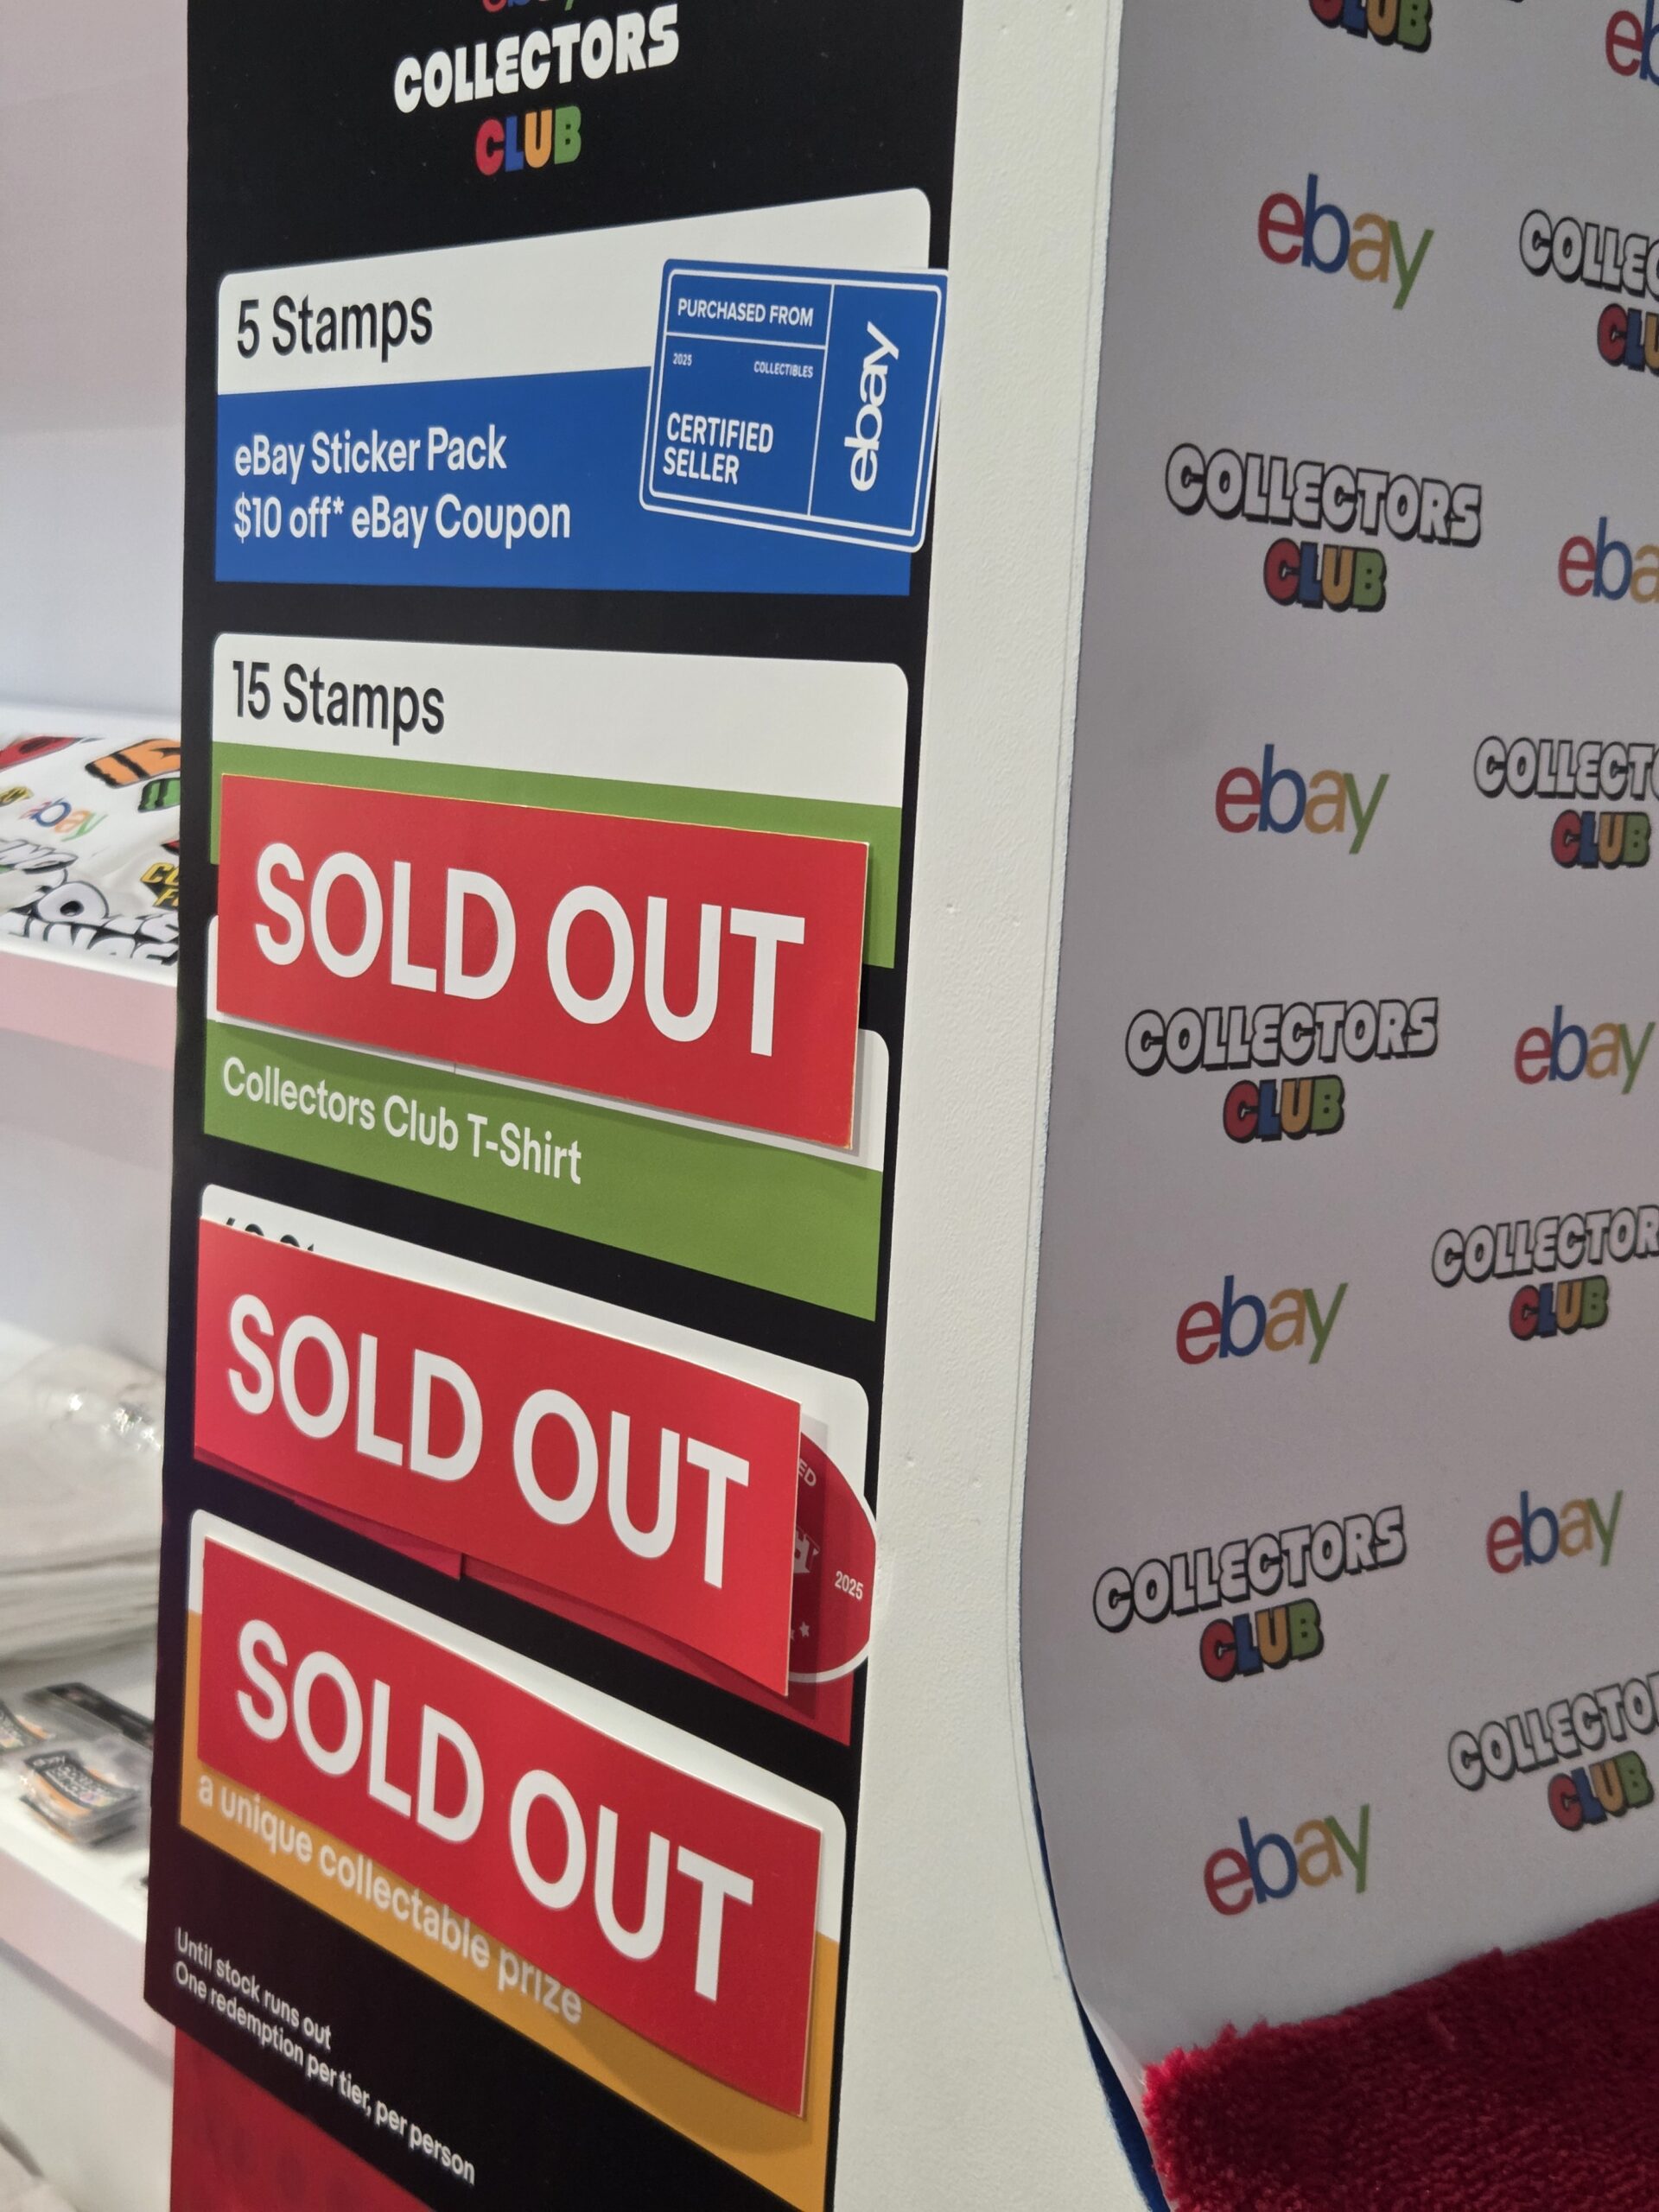 COLLECTORS
CLUB
5 Stamps
eBay Sticker Pack
$10 off* eBay Coupon
PURCHASED FROM
2025 COLLECTIBLES
CERTIFIED
SELLER
ebay
15 Stamps
SOLD OUT
Collectors Club T-Shirt
SOLD OUT
2025
SOLD OUT
a unique collectable prize
Until stock runs out
One redemption per tier, per person
CLUB
ebay
CLUB
COLLECTORS
CLUB
ebay
CLUB
COLLECTORS
CLUB
ebay
ebay
CLUB
COLLECTORS
CLUB
ebay
ebay
CLUB
ebay